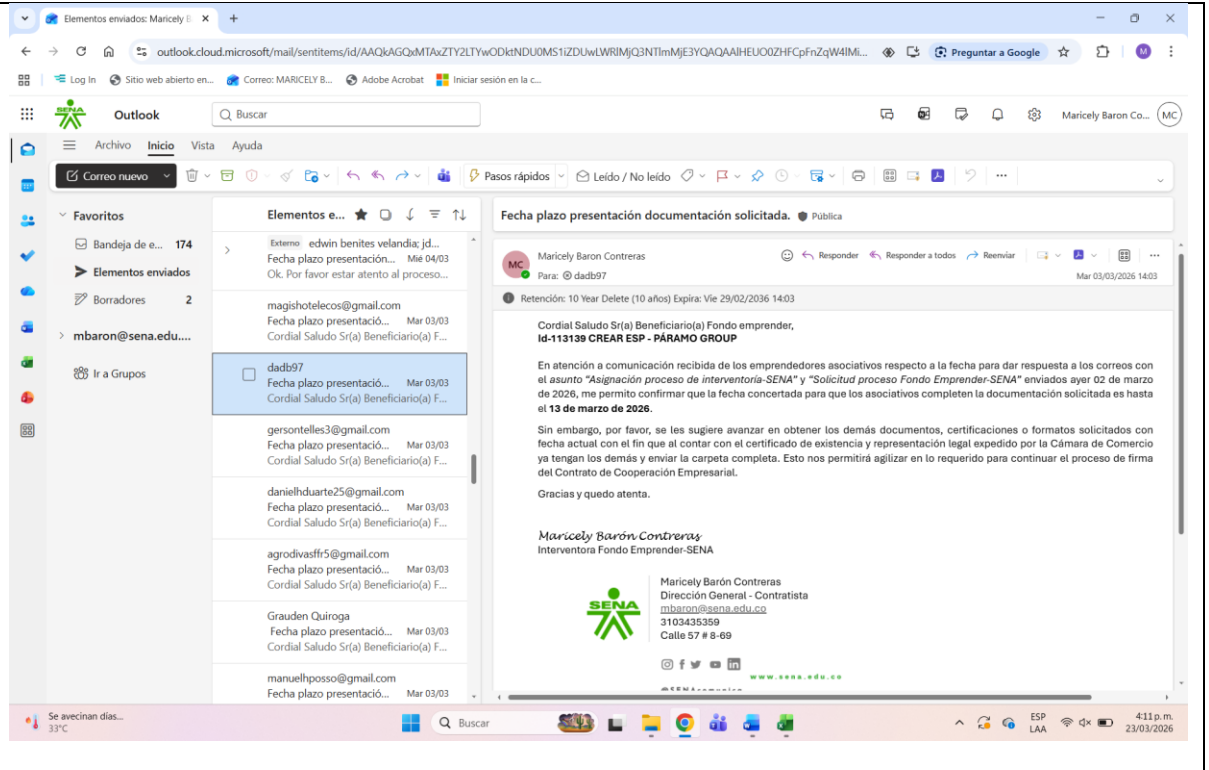 Elementos enviados: Maricely B
outlook.cloud.microsoft/mail/sentitems/id/AAQkAGQxMTAxZTY2LTYwODktNDU0MS1iZDUwLWRlMjQ3NTlmMjE3YQAQAAlHEUO0ZHFCpFnZqW4lMi...
Preguntar a Google
M
Log In
Sitio web abierto en...
Correo: MARICELY B...
Adobe Acrobat
Iniciar sesión en la c...
SENA
Outlook
Buscar
Maricely Baron Co...
MC
Archivo
Inicio
Vista
Ayuda
Correo nuevo
Pasos rápidos
Leído / No leído
Favoritos
Bandeja de e... 174
Elementos enviados
Borradores 2
mbaron@sena.edu....
Ir a Grupos
Elementos e...
Externo edwin benites velandia; jd...
Fecha plazo presentación... Mié 04/03
Ok. Por favor estar atento al proceso...
magishotelecos@gmail.com
Fecha plazo presentació... Mar 03/03
Cordial Saludo Sr(a) Beneficiario(a) F...
dadb97
Fecha plazo presentació... Mar 03/03
Cordial Saludo Sr(a) Beneficiario(a) F...
gersontelles3@gmail.com
Fecha plazo presentació... Mar 03/03
Cordial Saludo Sr(a) Beneficiario(a) F...
danielhduarte25@gmail.com
Fecha plazo presentació... Mar 03/03
Cordial Saludo Sr(a) Beneficiario(a) F...
agrodivasffr5@gmail.com
Fecha plazo presentació... Mar 03/03
Cordial Saludo Sr(a) Beneficiario(a) F...
Grauden Quiroga
Fecha plazo presentació... Mar 03/03
Cordial Saludo Sr(a) Beneficiario(a) F...
manuelhposso@gmail.com
Fecha plazo presentació... Mar 03/03
Fecha plazo presentación documentación solicitada. Pública
MC
Maricely Baron Contreras
Responder
Responder a todos
Reenviar
Para: dadb97
Mar 03/03/2026 14:03
Retención: 10 Year Delete (10 años) Expira: Vie 29/02/2036 14:03
Cordial Saludo Sr(a) Beneficiario(a) Fondo emprender,
Id-113139 CREAR ESP - PÁRAMO GROUP
En atención a comunicación recibida de los emprendedores asociativos respecto a la fecha para dar respuesta a los correos con
el asunto "Asignación proceso de interventoría-SENA" y "Solicitud proceso Fondo Emprender-SENA" enviados ayer 02 de marzo
de 2026, me permito confirmar que la fecha concertada para que los asociativos completen la documentación solicitada es hasta
el 13 de marzo de 2026.
Sin embargo, por favor, se les sugiere avanzar en obtener los demás documentos, certificaciones o formatos solicitados con
fecha actual con el fin que al contar con el certificado de existencia y representación legal expedido por la Cámara de Comercio
ya tengan los demás y enviar la carpeta completa. Esto nos permitirá agilizar en lo requerido para continuar el proceso de firma
del Contrato de Cooperación Empresarial.
Gracias y quedo atenta.
Maricely Barón Contreras
Interventora Fondo Emprender-SENA
SENA
Maricely Barón Contreras
Dirección General - Contratista
mbaron@sena.edu.co
3103435359
Calle 57 # 8-69
www.sena.edu.co
Se avecinan días...
33°C
Buscar
ESP
LAA
4:11 p.m.
23/03/2026